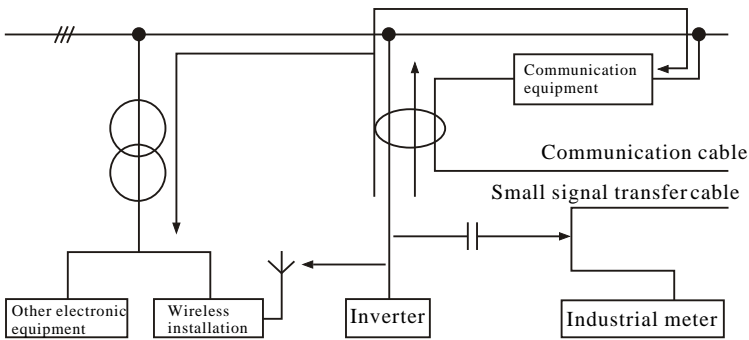 Communication
equipment
Communication cable
Small signal transfer cable
Other electronic
equipment
Wireless
installation
Inverter
Industrial meter